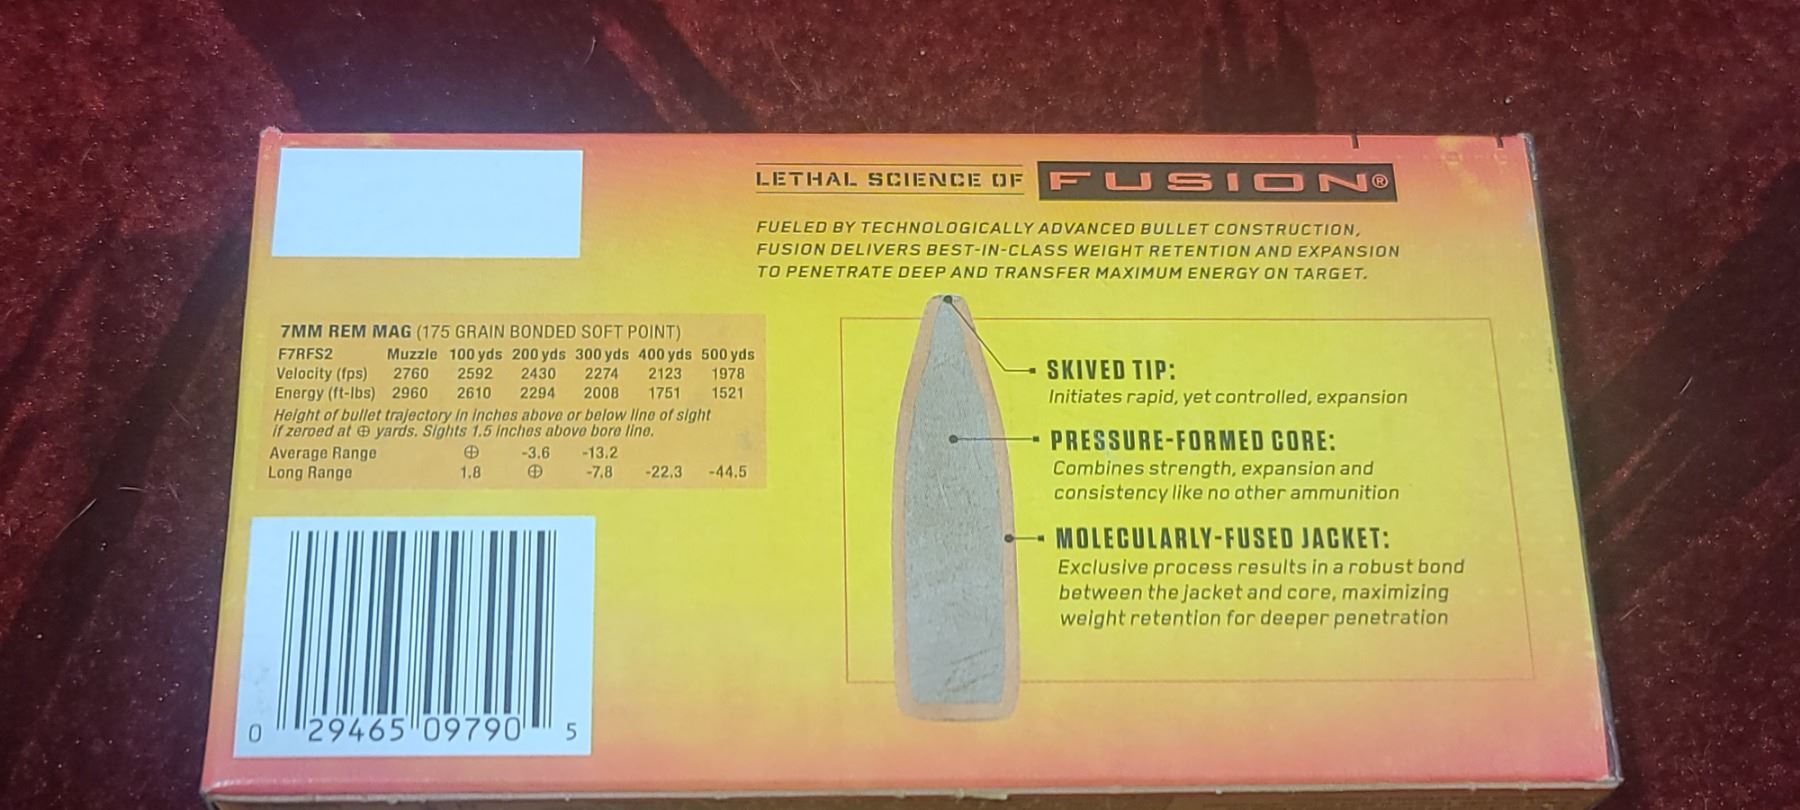 LETHAL SCIENCE OF FUSION®
FUELED BY TECHNOLOGICALLY ADVANCED BULLET CONSTRUCTION,
FUSION DELIVERS BEST-IN-CLASS WEIGHT RETENTION AND EXPANSION
TO PENETRATE DEEP AND TRANSFER MAXIMUM ENERGY ON TARGET.
7MM REM MAG (175 GRAIN BONDED SOFT POINT)
F7RFS2 Muzzle 100 yds 200 yds 300 yds 400 yds 500 yds
Velocity (fps) 2760 2592 2430 2274 2123 1978
Energy (ft-lbs) 2960 2610 2294 2008 1751 1521
Height of bullet trajectory in inches above or below line of sight
if zeroed at ⊕ yards. Sights 1.5 inches above bore line.
Average Range ⊕ -3.6 -13.2
Long Range 1.8 ⊕ -7.8 -22.3 -44.5
SKIVED TIP:
Initiates rapid, yet controlled, expansion
PRESSURE-FORMED CORE:
Combines strength, expansion and
consistency like no other ammunition
MOLECULARLY-FUSED JACKET:
Exclusive process results in a robust bond
between the jacket and core, maximizing
weight retention for deeper penetration
0 29465 09790 5